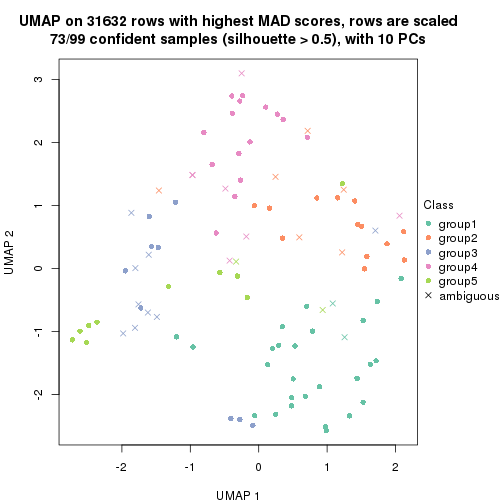 UMAP on 31632 rows with highest MAD scores, rows are scaled
73/99 confident samples (silhouette > 0.5), with 10 PCs
3
2
1
0
-1
-2
UMAP 2
-2 -1 0 1 2
UMAP 1
Class
group1
group2
group3
group4
group5
ambiguous